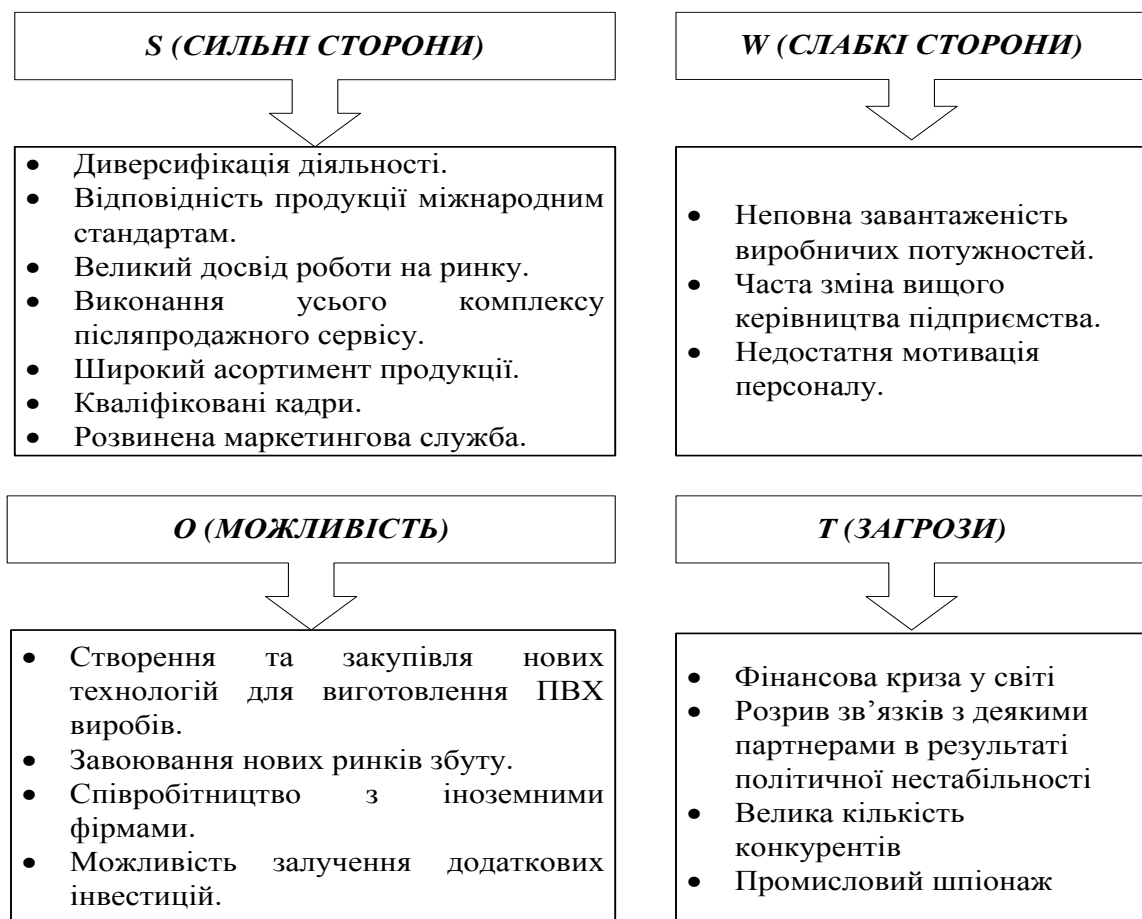 S (СИЛЬНІ СТОРОНИ)
• Диверсифікація діяльності.
• Відповідність продукції міжнародним
стандартам.
• Великий досвід роботи на ринку.
• Виконання усього комплексу
післяпродажного сервісу.
• Широкий асортимент продукції.
• Кваліфіковані кадри.
• Розвинена маркетингова служба.
W (СЛАБКІ СТОРОНИ)
• Неповна завантаженість
виробничих потужностей.
• Часта зміна вищого
керівництва підприємства.
• Недостатня мотивація
персоналу.
O (МОЖЛИВІСТЬ)
• Створення та закупівля нових
технологій для виготовлення ПВХ
виробів.
• Завоювання нових ринків збуту.
• Співробітництво з іноземними
фірмами.
• Можливість залучення додаткових
інвестицій.
T (ЗАГРОЗИ)
• Фінансова криза у світі
• Розрив зв’язків з деякими
партнерами в результаті
політичної нестабільності
• Велика кількість
конкурентів
• Промисловий шпіонаж